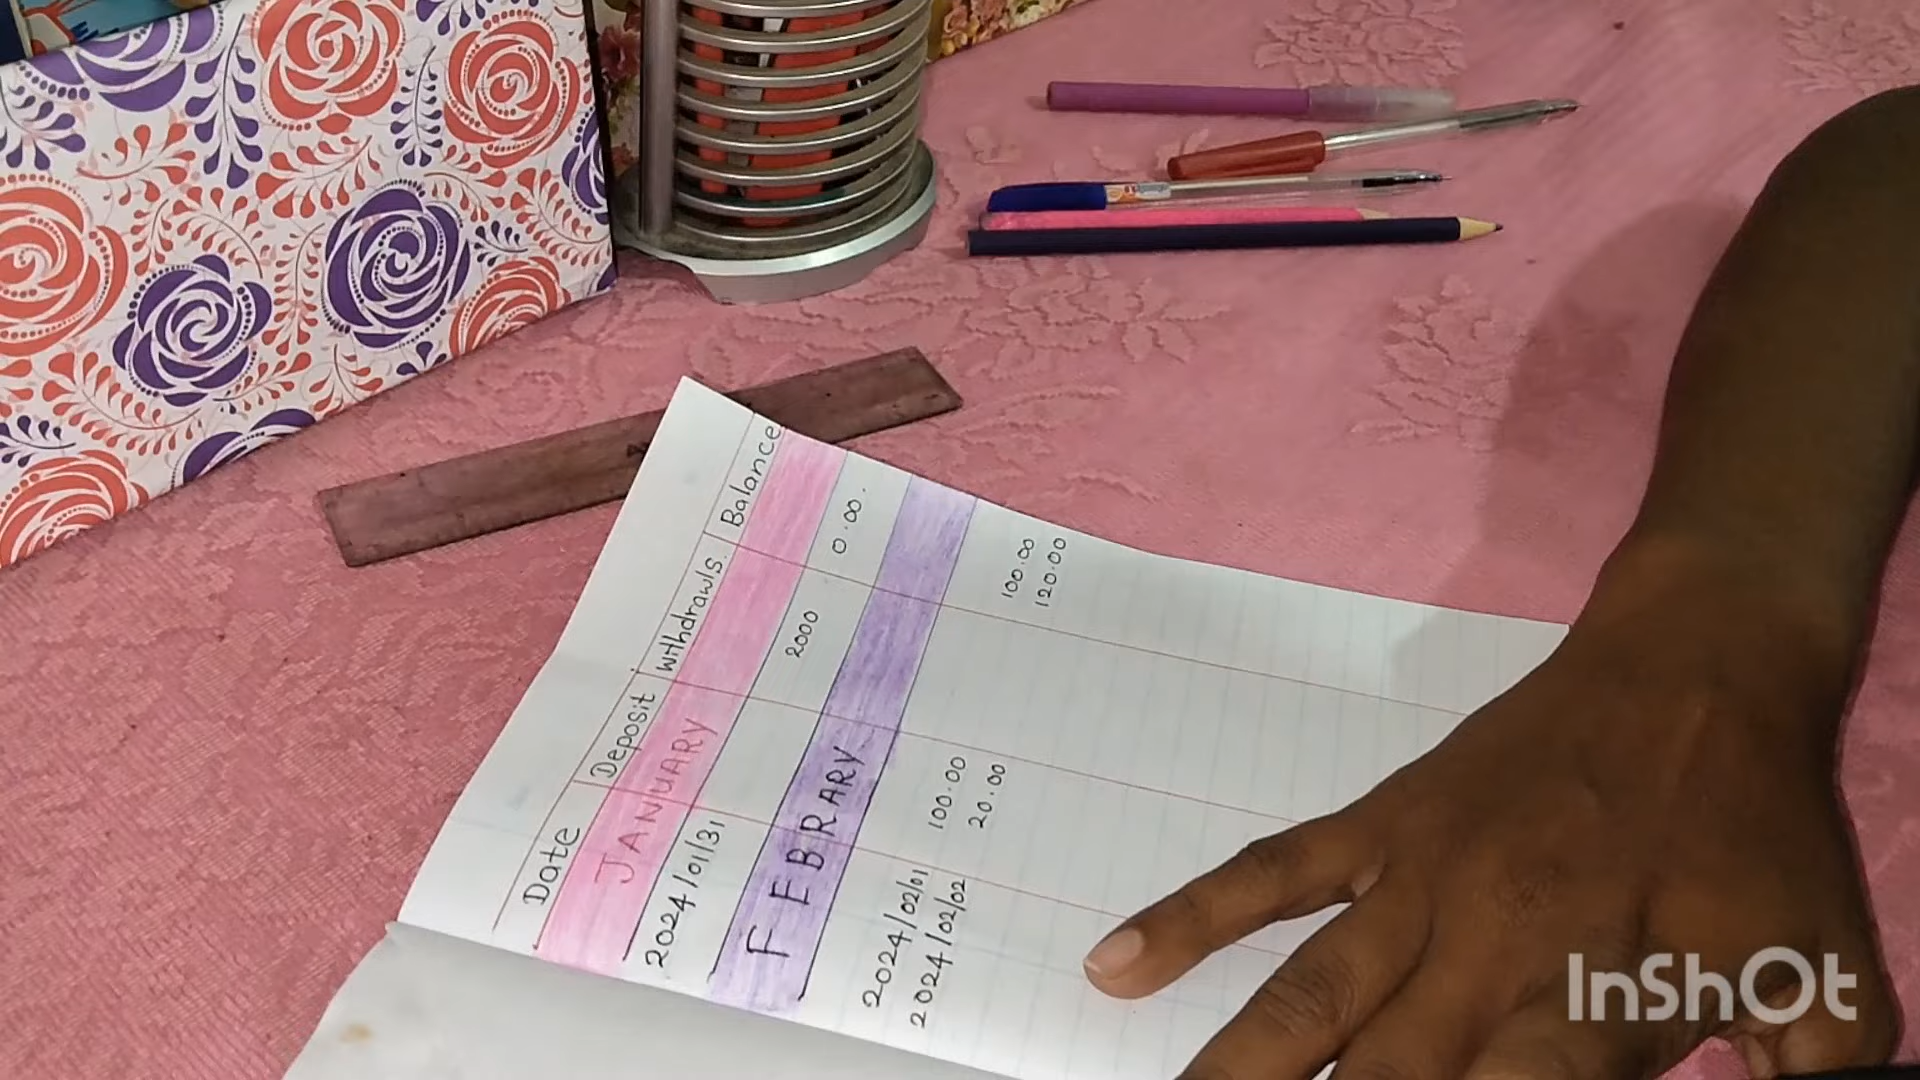 Date Deposit Withdrawls. Balance
JANUARY
2024/01/31 2000 0.00.
FEBRARY
2024/02/01 100.00 100.00
2024/02/02 20.00 120.00
InShOt